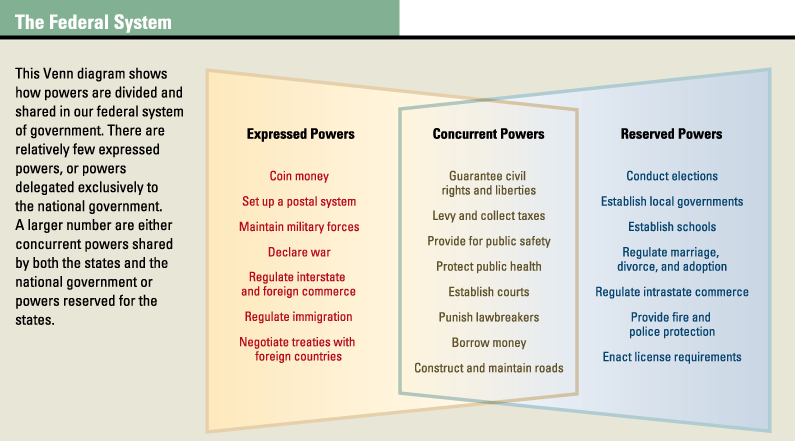 The Federal System
This Venn diagram shows
how powers are divided and
shared in our federal system
of government. There are
relatively few expressed
powers, or powers
delegated exclusively to
the national government.
A larger number are either
concurrent powers shared
by both the states and the
national government or
powers reserved for the
states.
Expressed Powers
Coin money
Set up a postal system
Maintain military forces
Declare war
Regulate interstate
and foreign commerce
Regulate immigration
Negotiate treaties with
foreign countries
Concurrent Powers
Guarantee civil
rights and liberties
Levy and collect taxes
Provide for public safety
Protect public health
Establish courts
Punish lawbreakers
Borrow money
Construct and maintain roads
Reserved Powers
Conduct elections
Establish local governments
Establish schools
Regulate marriage,
divorce, and adoption
Regulate intrastate commerce
Provide fire and
police protection
Enact license requirements